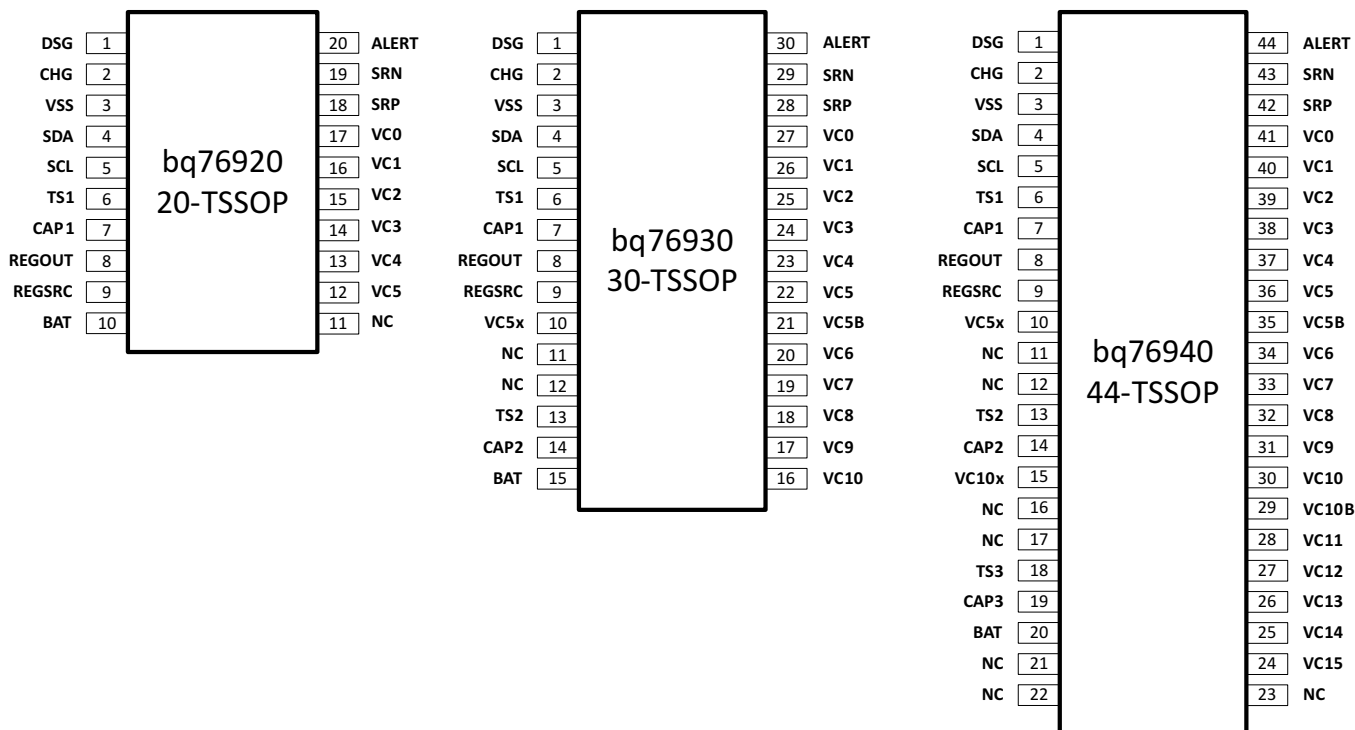 DSG 1 20 ALERT
CHG 2 19 SRN
VSS 3 18 SRP
SDA 4 17 VC0
SCL 5 16 VC1
TS1 6 15 VC2
CAP1 7 14 VC3
REGOUT 8 13 VC4
REGSRC 9 12 VC5
BAT 10 11 NC
bq76920
20-TSSOP
DSG 1 30 ALERT
CHG 2 29 SRN
VSS 3 28 SRP
SDA 4 27 VC0
SCL 5 26 VC1
TS1 6 25 VC2
CAP1 7 24 VC3
REGOUT 8 23 VC4
REGSRC 9 22 VC5
VC5x 10 21 VC5B
NC 11 20 VC6
NC 12 19 VC7
TS2 13 18 VC8
CAP2 14 17 VC9
BAT 15 16 VC10
bq76930
30-TSSOP
DSG 1 44 ALERT
CHG 2 43 SRN
VSS 3 42 SRP
SDA 4 41 VC0
SCL 5 40 VC1
TS1 6 39 VC2
CAP1 7 38 VC3
REGOUT 8 37 VC4
REGSRC 9 36 VC5
VC5x 10 35 VC5B
NC 11 34 VC6
NC 12 33 VC7
TS2 13 32 VC8
CAP2 14 31 VC9
VC10x 15 30 VC10
NC 16 29 VC10B
NC 17 28 VC11
TS3 18 27 VC12
CAP3 19 26 VC13
BAT 20 25 VC14
NC 21 24 VC15
NC 22 23 NC
bq76940
44-TSSOP